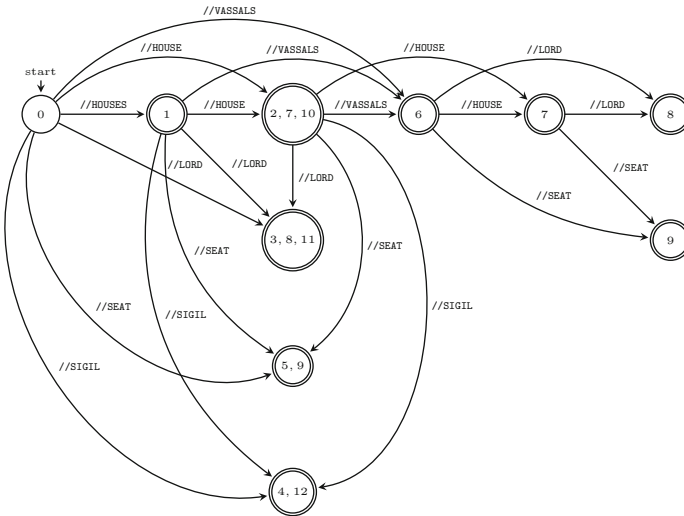 //VASSALS
//HOUSE
//VASSALS
//HOUSE
//LORD
start
0
//HOUSES
1
//HOUSE
2, 7, 10
//VASSALS
6
//HOUSE
7
//LORD
8
//LORD
//LORD
//LORD
//SEAT
//SEAT
3, 8, 11
//SEAT
//SEAT
9
//SEAT
//SIGIL
//SIGIL
//SIGIL
5, 9
4, 12